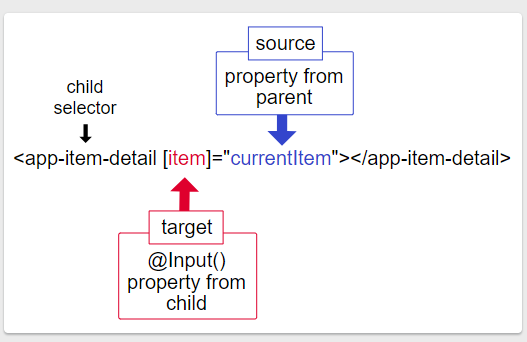 source
property from
parent
child
selector
<app-item-detail [item]="currentItem"></app-item-detail>
target
@Input()
property from
child